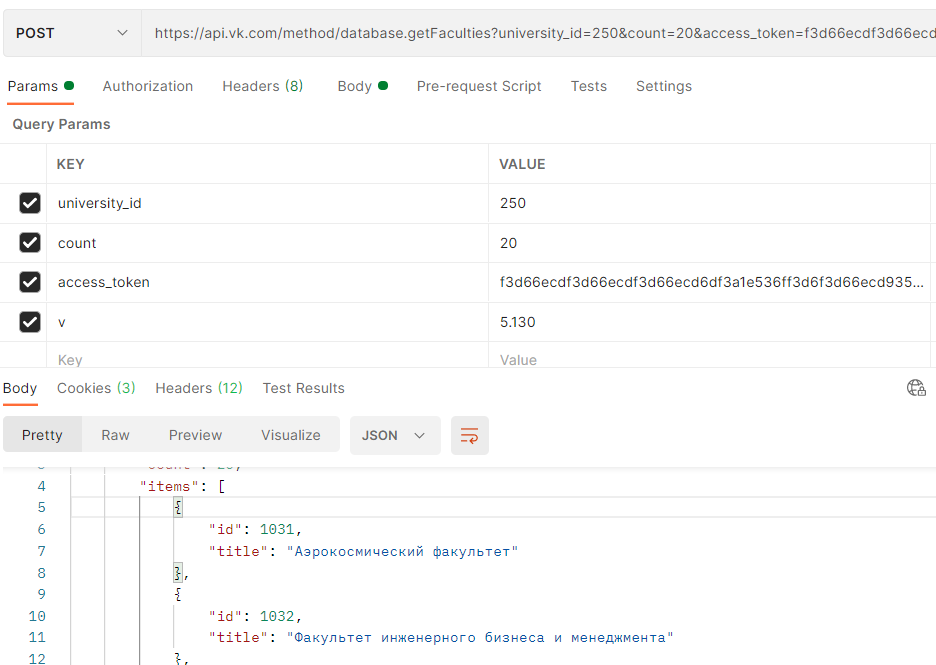 POST https://api.vk.com/method/database.getFaculties?university_id=250&count=20&access_token=f3d66ecdf3d66ecd
Params Authorization Headers (8) Body Pre-request Script Tests Settings
Query Params
KEY VALUE
university_id 250
count 20
access_token f3d66ecdf3d66ecdf3d66ecd6df3a1e536ff3d6f3d66ecd935...
v 5.130
Key Value
Body Cookies (3) Headers (12) Test Results
Pretty Raw Preview Visualize JSON
4 "items": [
5 {
6 "id": 1031,
7 "title": "Аэрокосмический факультет"
8 },
9 {
10 "id": 1032,
11 "title": "Факультет инженерного бизнеса и менеджмента"
12 },